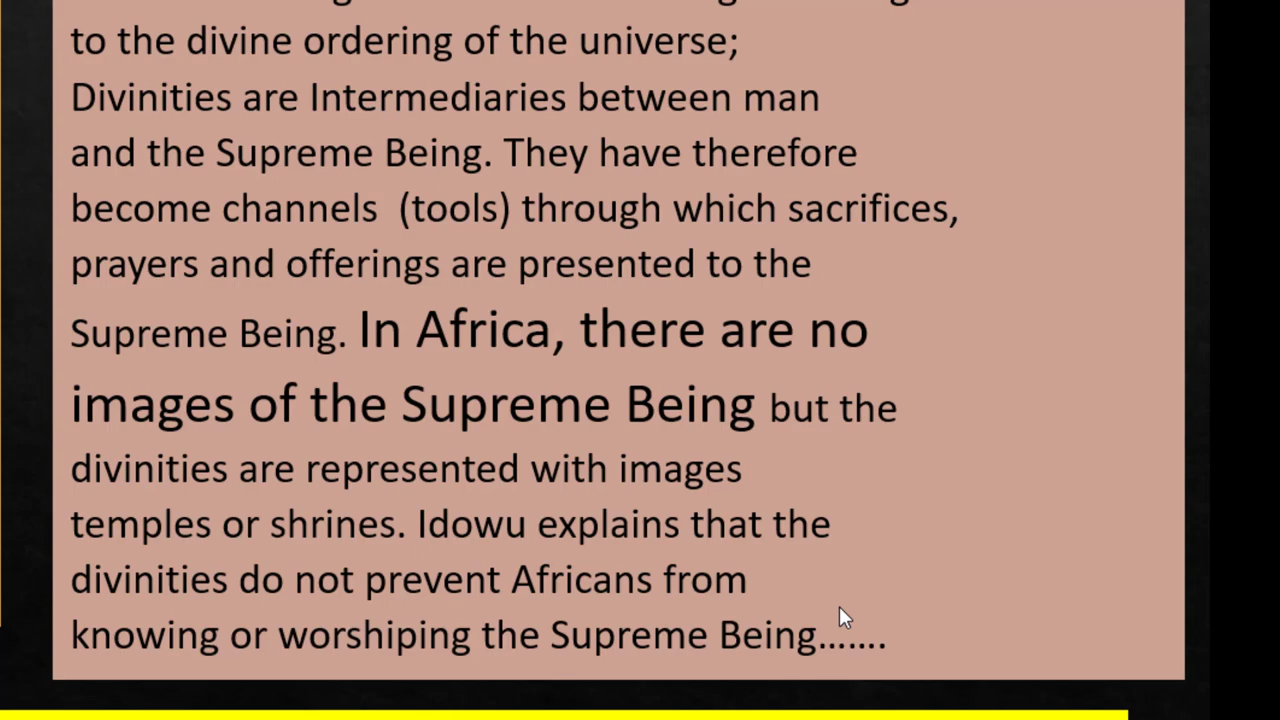 to the divine ordering of the universe;
Divinities are Intermediaries between man
and the Supreme Being. They have therefore
become channels  (tools) through which sacrifices,
prayers and offerings are presented to the
Supreme Being. In Africa, there are no
images of the Supreme Being but the
divinities are represented with images
temples or shrines. Idowu explains that the
divinities do not prevent Africans from
knowing or worshiping the Supreme Being.......